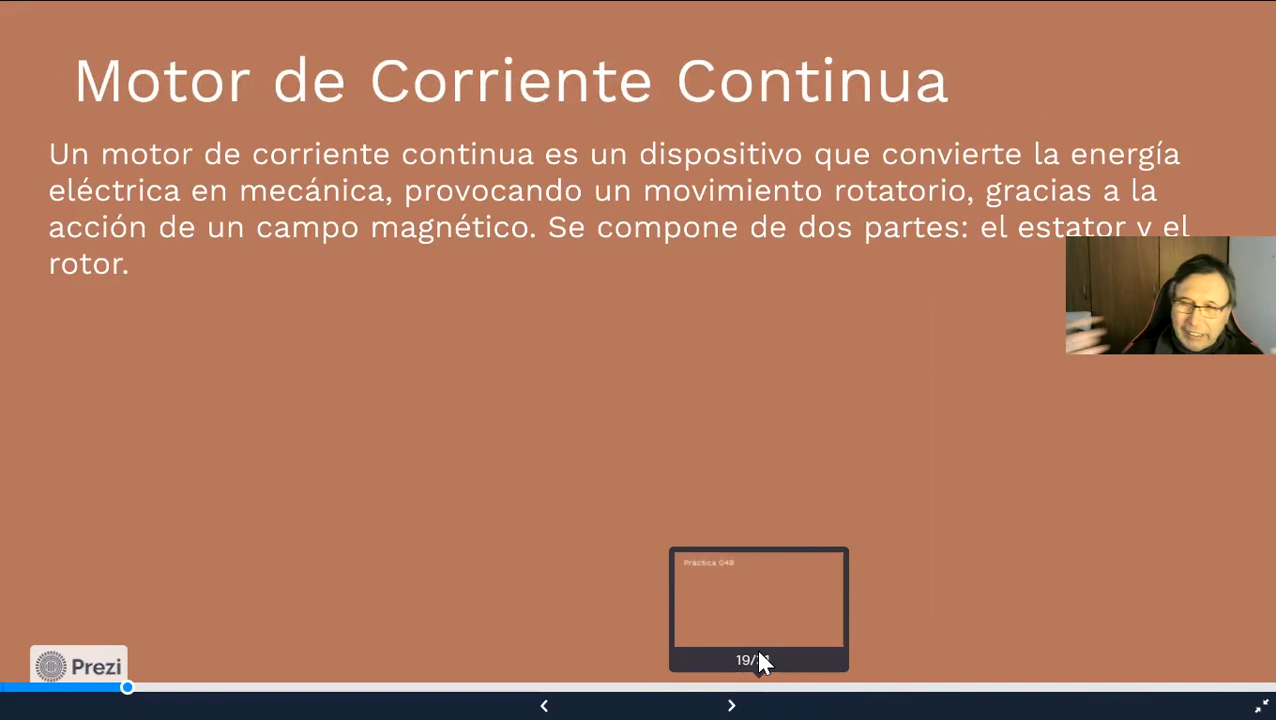 Motor de Corriente Continua
Un motor de corriente continua es un dispositivo que convierte la energía
eléctrica en mecánica, provocando un movimiento rotatorio, gracias a la
acción de un campo magnético. Se compone de dos partes: el estator y el
rotor.
Práctica 04B
Prezi